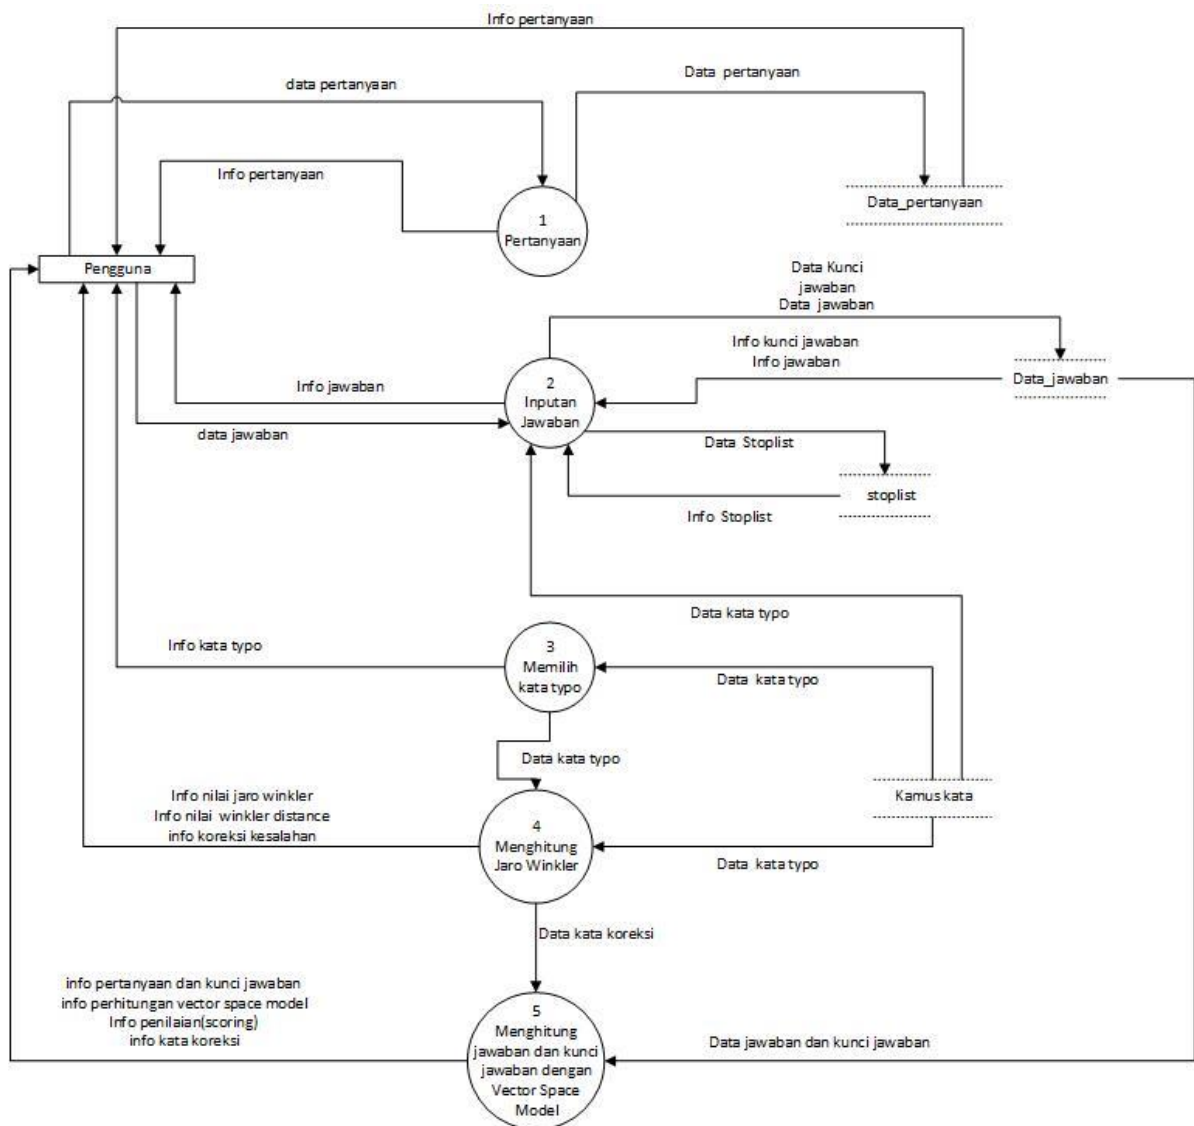 Info pertanyaan
Data pertanyaan
data pertanyaan
Info pertanyaan
1
Pertanyaan
Data_pertanyaan
Pengguna
Data Kunci
jawaban
Data jawaban
Info kunci jawaban
Info jawaban
Data_jawaban
2
Inputan
Jawaban
Info jawaban
data jawaban
Data Stoplist
stoplist
Info Stoplist
Data kata typo
Info kata typo
3
Memilih
kata typo
Data kata typo
Data kata typo
Kamus kata
Info nilai jaro winkler
Info nilai winkler distance
info koreksi kesalahan
4
Menghitung
Jaro Winkler
Data kata typo
Data kata koreksi
info pertanyaan dan kunci jawaban
info perhitungan vector space model
Info penilaian(scoring)
info kata koreksi
5
Menghitung
jawaban dan kunci
jawaban dengan
Vector Space
Model
Data jawaban dan kunci jawaban